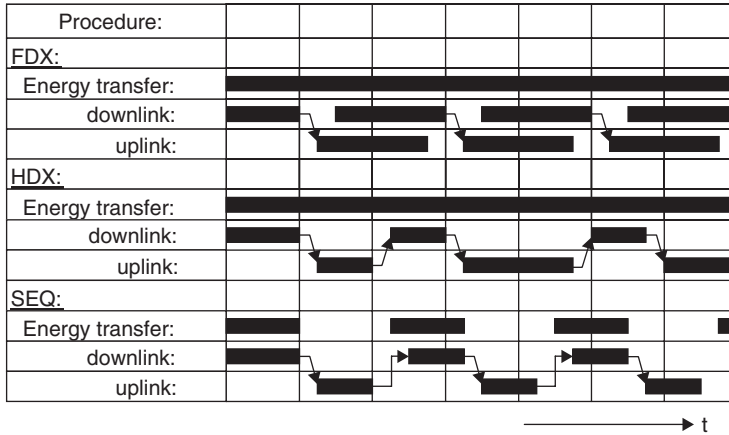 Procedure:
FDX:
Energy transfer:
downlink:
uplink:
HDX:
Energy transfer:
downlink:
uplink:
SEQ:
Energy transfer:
downlink:
uplink:
t